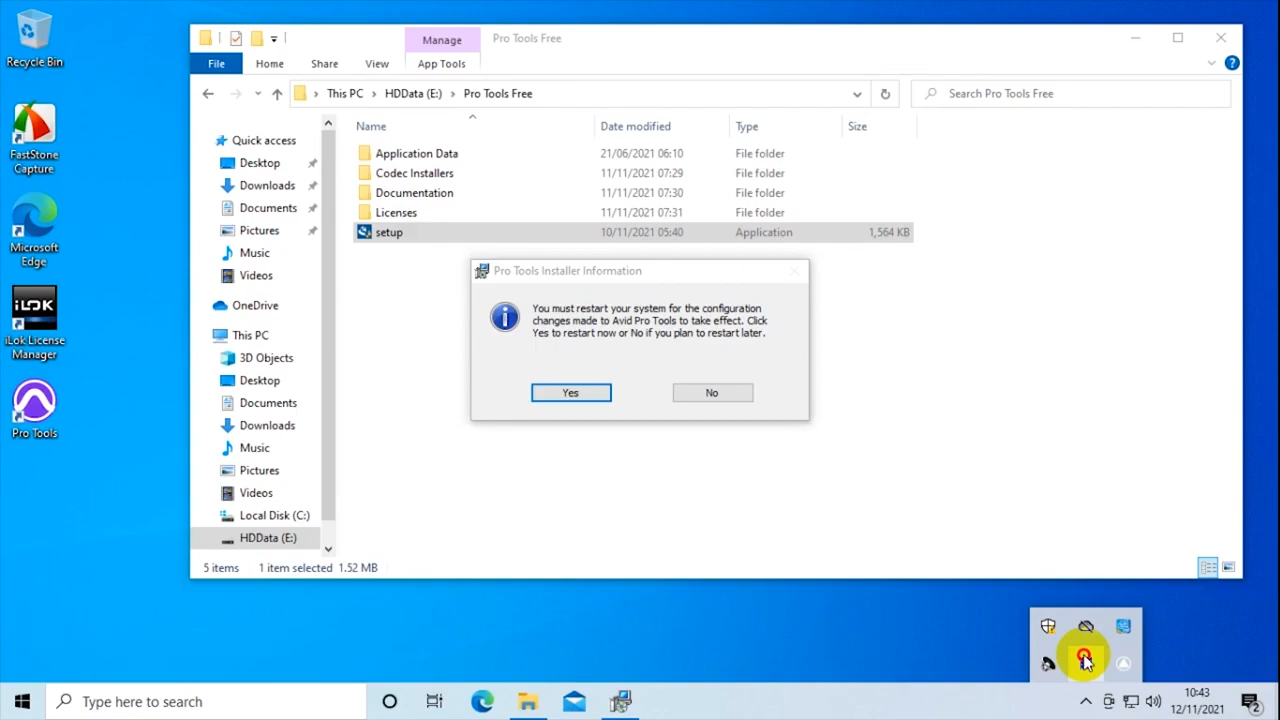 Recycle Bin
FastStone
Capture
Microsoft
Edge
iLOK
iLok License
Manager
Pro Tools
Manage
Pro Tools Free
File
Home
Share
View
App Tools
This PC
HDData (E:)
Pro Tools Free
Search Pro Tools Free
Name
Date modified
Type
Size
Application Data
21/06/2021 06:10
File folder
Codec Installers
11/11/2021 07:29
File folder
Documentation
11/11/2021 07:30
File folder
Licenses
11/11/2021 07:31
File folder
setup
10/11/2021 05:40
Application
1,564 KB
Quick access
Desktop
Downloads
Documents
Pictures
Music
Videos
OneDrive
This PC
3D Objects
Desktop
Documents
Downloads
Music
Pictures
Videos
Local Disk (C:)
HDData (E:)
Pro Tools Installer Information
You must restart your system for the configuration
changes made to Avid Pro Tools to take effect. Click
Yes to restart now or No if you plan to restart later.
Yes
No
5 items
1 item selected 1.52 MB
Type here to search
10:43
12/11/2021
2